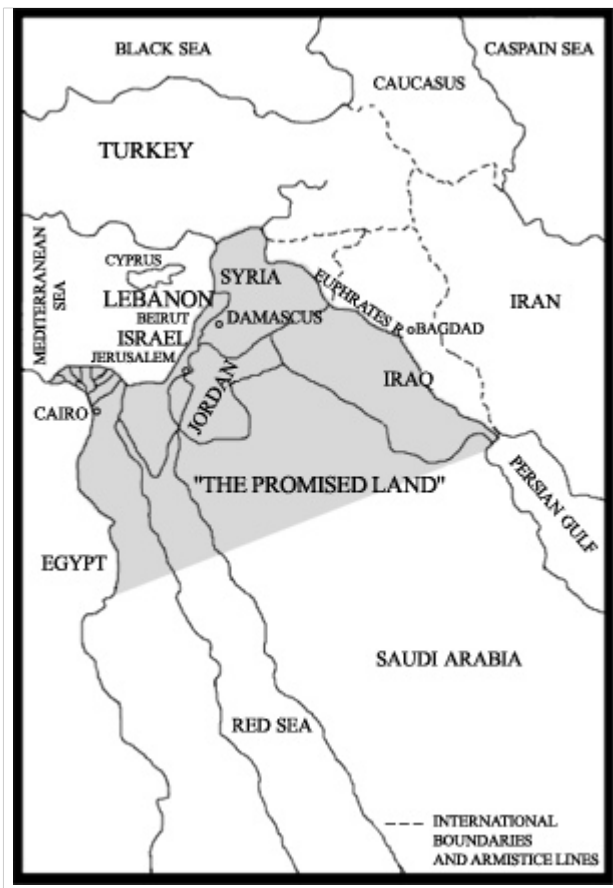 BLACK SEA
CASPAIN SEA
CAUCASUS
TURKEY
MEDITERRANEAN
SEA
CYPRUS
SYRIA
LEBANON
BEIRUT
DAMASCUS
ISRAEL
JERUSALEM
EUPHRATES R
BAGDAD
IRAN
IRAQ
JORDAN
CAIRO
"THE PROMISED LAND"
PERSIAN GULF
EGYPT
SAUDI ARABIA
RED SEA
INTERNATIONAL
BOUNDARIES
AND ARMISTICE LINES